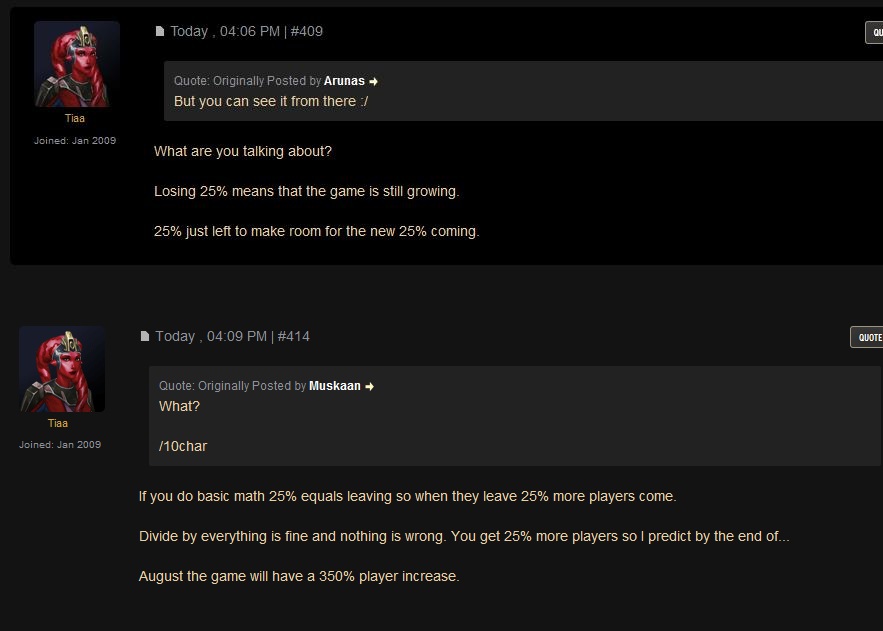 Today , 04:06 PM | #409
QU
Quote: Originally Posted by Arunas
But you can see it from there :/
Tiaa
Joined: Jan 2009
What are you talking about?
Losing 25% means that the game is still growing.
25% just left to make room for the new 25% coming.
Today , 04:09 PM | #414
QUOTE
Quote: Originally Posted by Muskaan
What?
/10char
Tiaa
Joined: Jan 2009
If you do basic math 25% equals leaving so when they leave 25% more players come.
Divide by everything is fine and nothing is wrong. You get 25% more players so I predict by the end of...
August the game will have a 350% player increase.